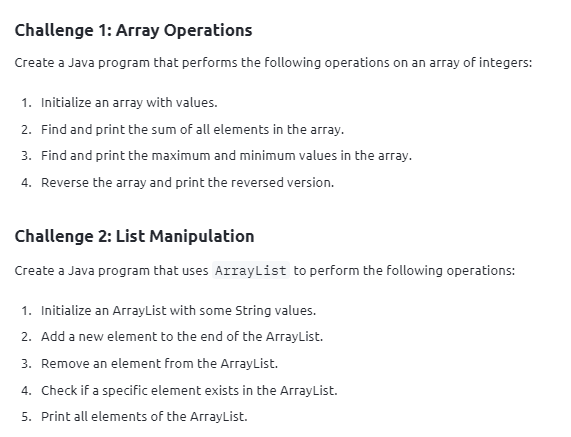 Challenge 1: Array Operations
Create a Java program that performs the following operations on an array of integers:
1. Initialize an array with values.
2. Find and print the sum of all elements in the array.
3. Find and print the maximum and minimum values in the array.
4. Reverse the array and print the reversed version.
Challenge 2: List Manipulation
Create a Java program that uses ArrayList to perform the following operations:
1. Initialize an ArrayList with some String values.
2. Add a new element to the end of the ArrayList.
3. Remove an element from the ArrayList.
4. Check if a specific element exists in the ArrayList.
5. Print all elements of the ArrayList.